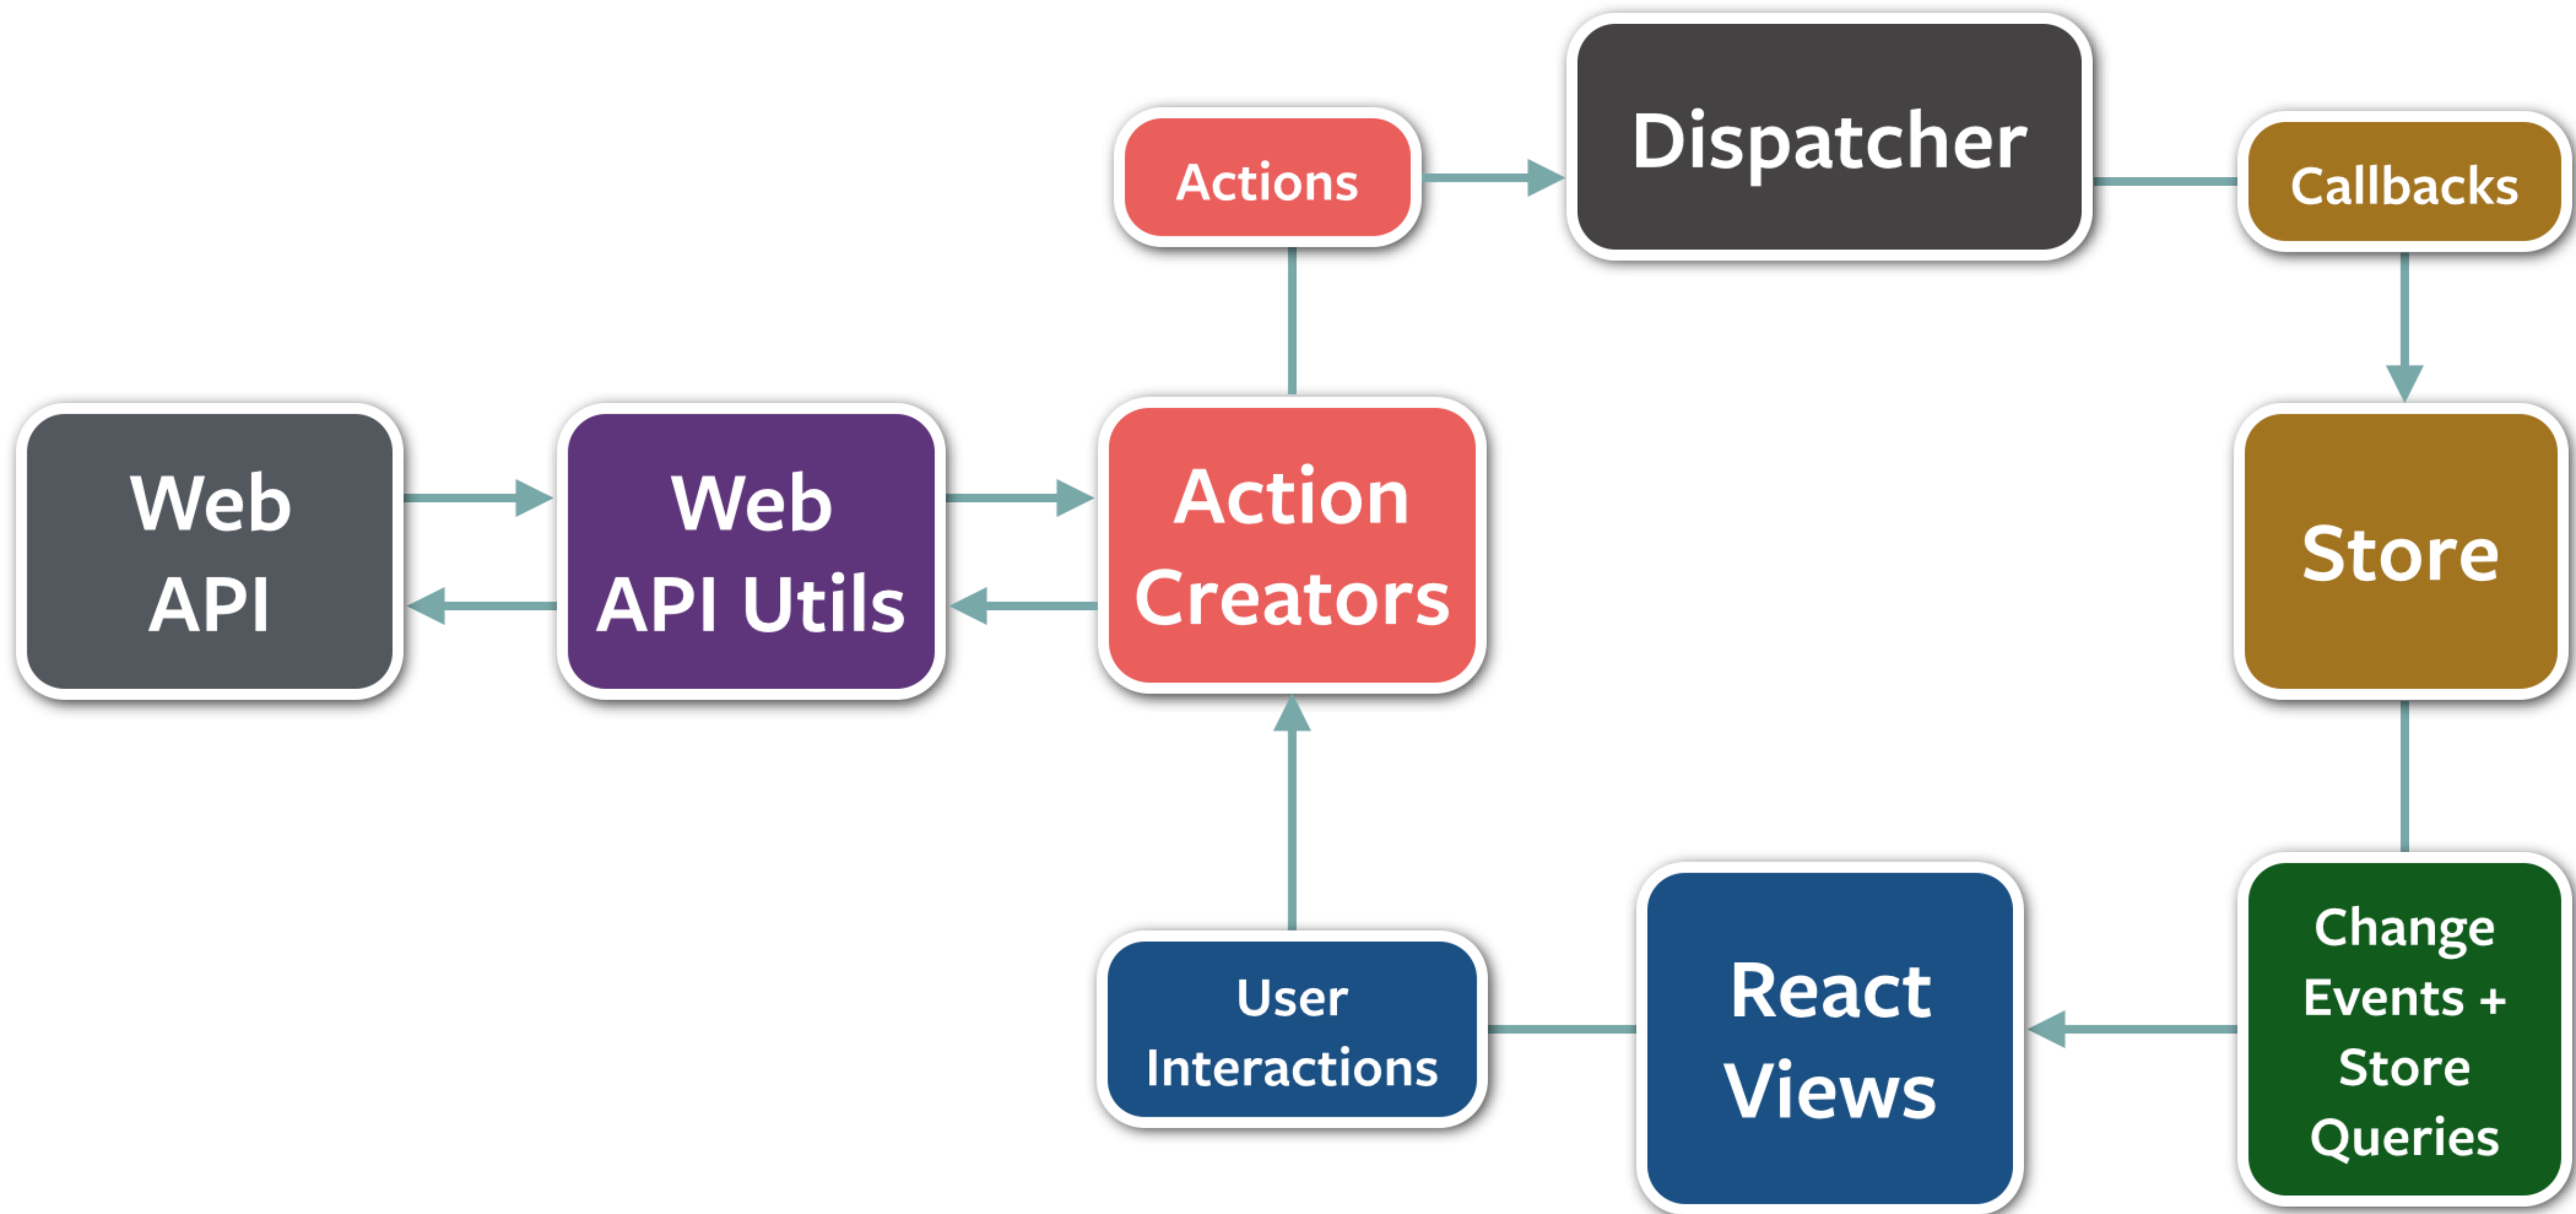 Dispatcher
Actions
Callbacks
Web
API
Web
API Utils
Action
Creators
Store
User
Interactions
React
Views
Change
Events +
Store
Queries